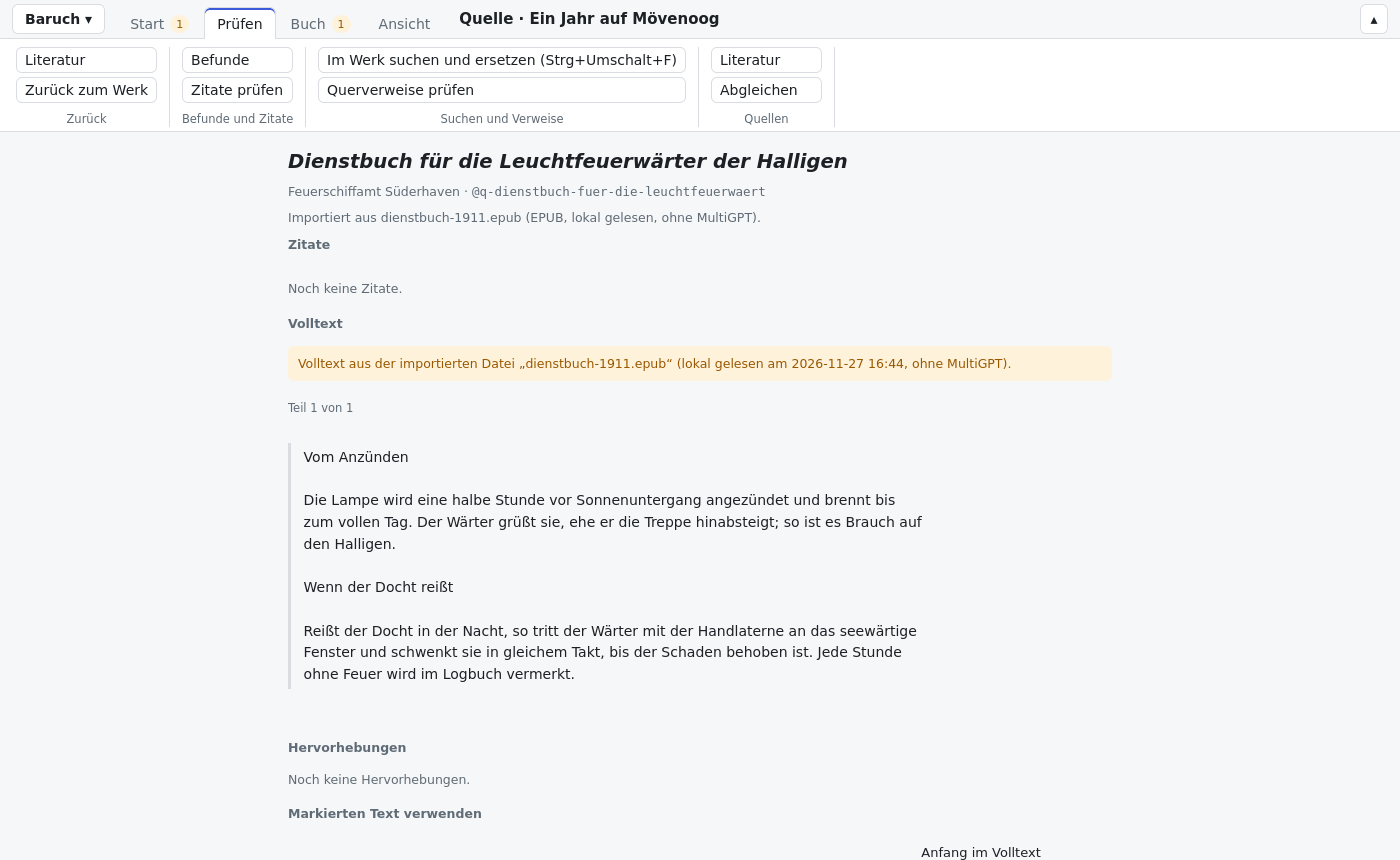 Baruch ▾
Start 1
Prüfen
Buch 1
Ansicht
Quelle · Ein Jahr auf Mövenoog
▴
Literatur
Zurück zum Werk
Zurück
Befunde
Zitate prüfen
Befunde und Zitate
Im Werk suchen und ersetzen (Strg+Umschalt+F)
Querverweise prüfen
Suchen und Verweise
Literatur
Abgleichen
Quellen
Dienstbuch für die Leuchtfeuerwärter der Halligen
Feuerschiffamt Süderhaven · @q-dienstbuch-fuer-die-leuchtfeuerwaert
Importiert aus dienstbuch-1911.epub (EPUB, lokal gelesen, ohne MultiGPT).
Zitate
Noch keine Zitate.
Volltext
Volltext aus der importierten Datei „dienstbuch-1911.epub“ (lokal gelesen am 2026-11-27 16:44, ohne MultiGPT).
Teil 1 von 1
Vom Anzünden
Die Lampe wird eine halbe Stunde vor Sonnenuntergang angezündet und brennt bis
zum vollen Tag. Der Wärter grüßt sie, ehe er die Treppe hinabsteigt; so ist es Brauch auf
den Halligen.
Wenn der Docht reißt
Reißt der Docht in der Nacht, so tritt der Wärter mit der Handlaterne an das seewärtige
Fenster und schwenkt sie in gleichem Takt, bis der Schaden behoben ist. Jede Stunde
ohne Feuer wird im Logbuch vermerkt.
Hervorhebungen
Noch keine Hervorhebungen.
Markierten Text verwenden
Anfang im Volltext